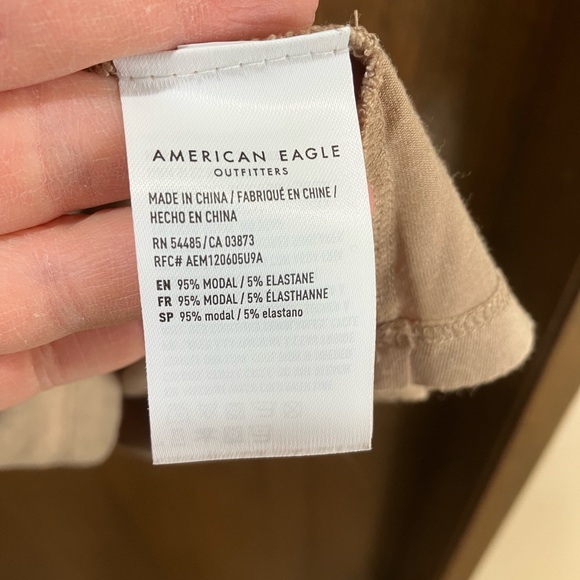 AMERICAN EAGLE
OUTFITTERS
MADE IN CHINA / FABRIQUÉ EN CHINE /
HECHO EN CHINA
RN 54485 / CA 03873
RFC# AEM120605U9A
EN 95% MODAL / 5% ELASTANE
FR 95% MODAL / 5% ÉLASTHANNE
SP 95% modal / 5% elastano